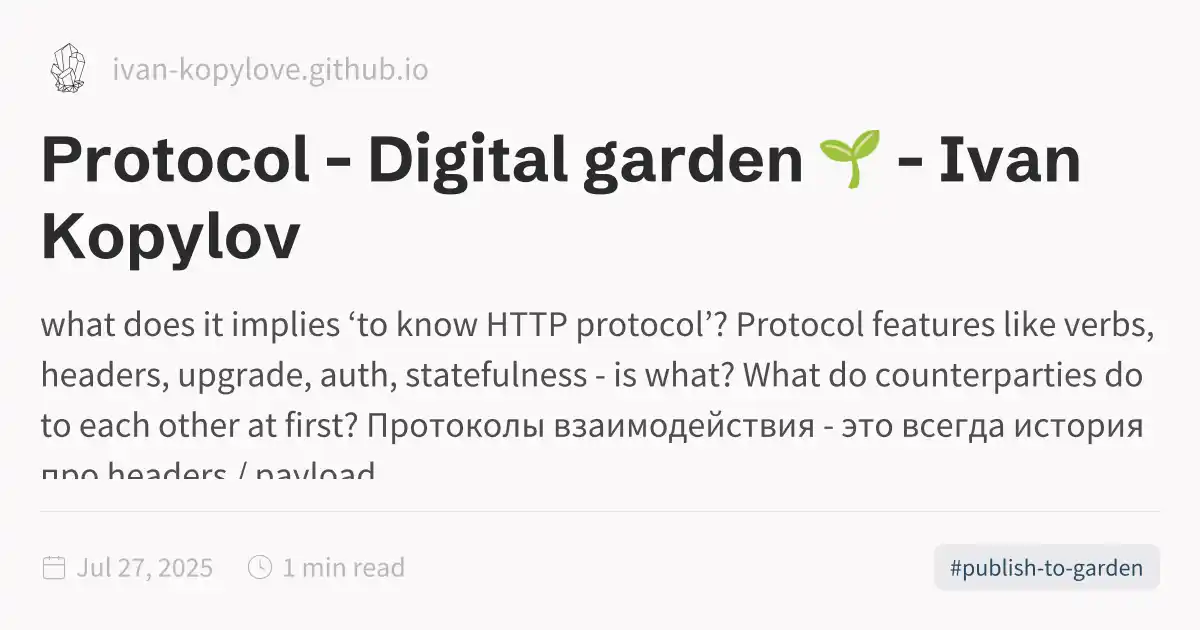 ivan-kopylove.github.io
Protocol - Digital garden 🌱 - Ivan
Kopylov
what does it implies ‘to know HTTP protocol’? Protocol features like verbs,
headers, upgrade, auth, statefulness - is what? What do counterparties do
to each other at first? Протоколы взаимодействия - это всегда история
про headers / payload
Jul 27, 2025
1 min read
#publish-to-garden